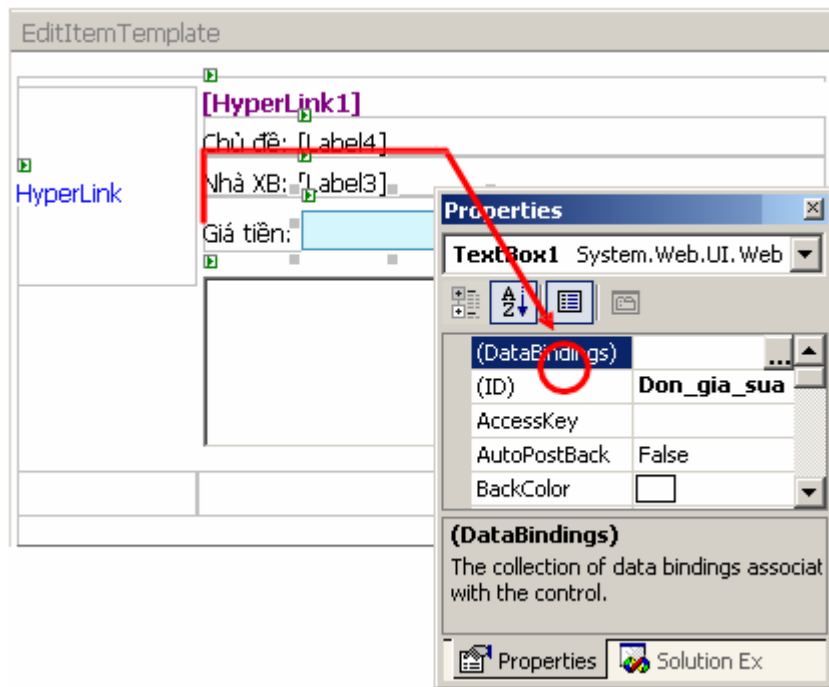 EditItemTemplate
[HyperLink1]
Chủ đề: [Label4]
HyperLink
Nhà XB: [Label3]
Giá tiền:
Properties
TextBox1 System.Web.UI.Web
(DataBindings) ...
(ID) Don_gia_sua
AccessKey
AutoPostBack False
BackColor
(DataBindings)
The collection of data bindings associat
with the control.
Properties Solution Ex